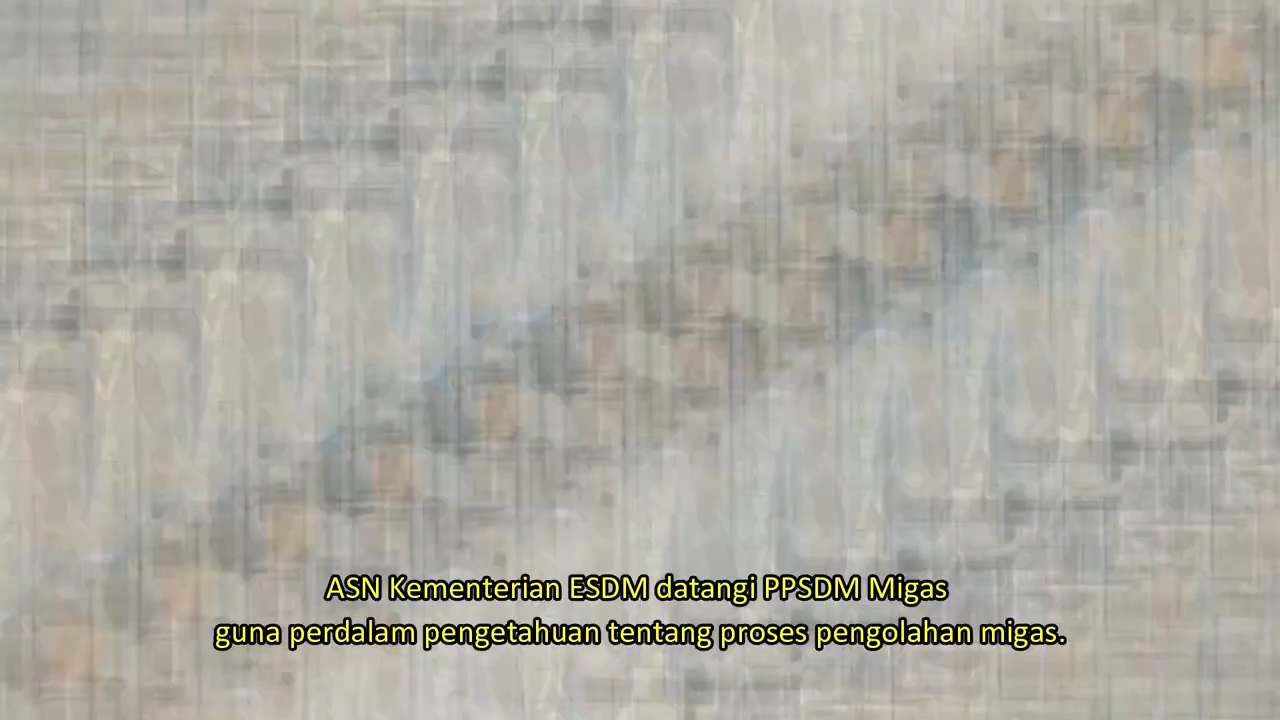 ASN Kementerian ESDM datangi PPSDM Migas
guna perdalam pengetahuan tentang proses pengolahan migas.